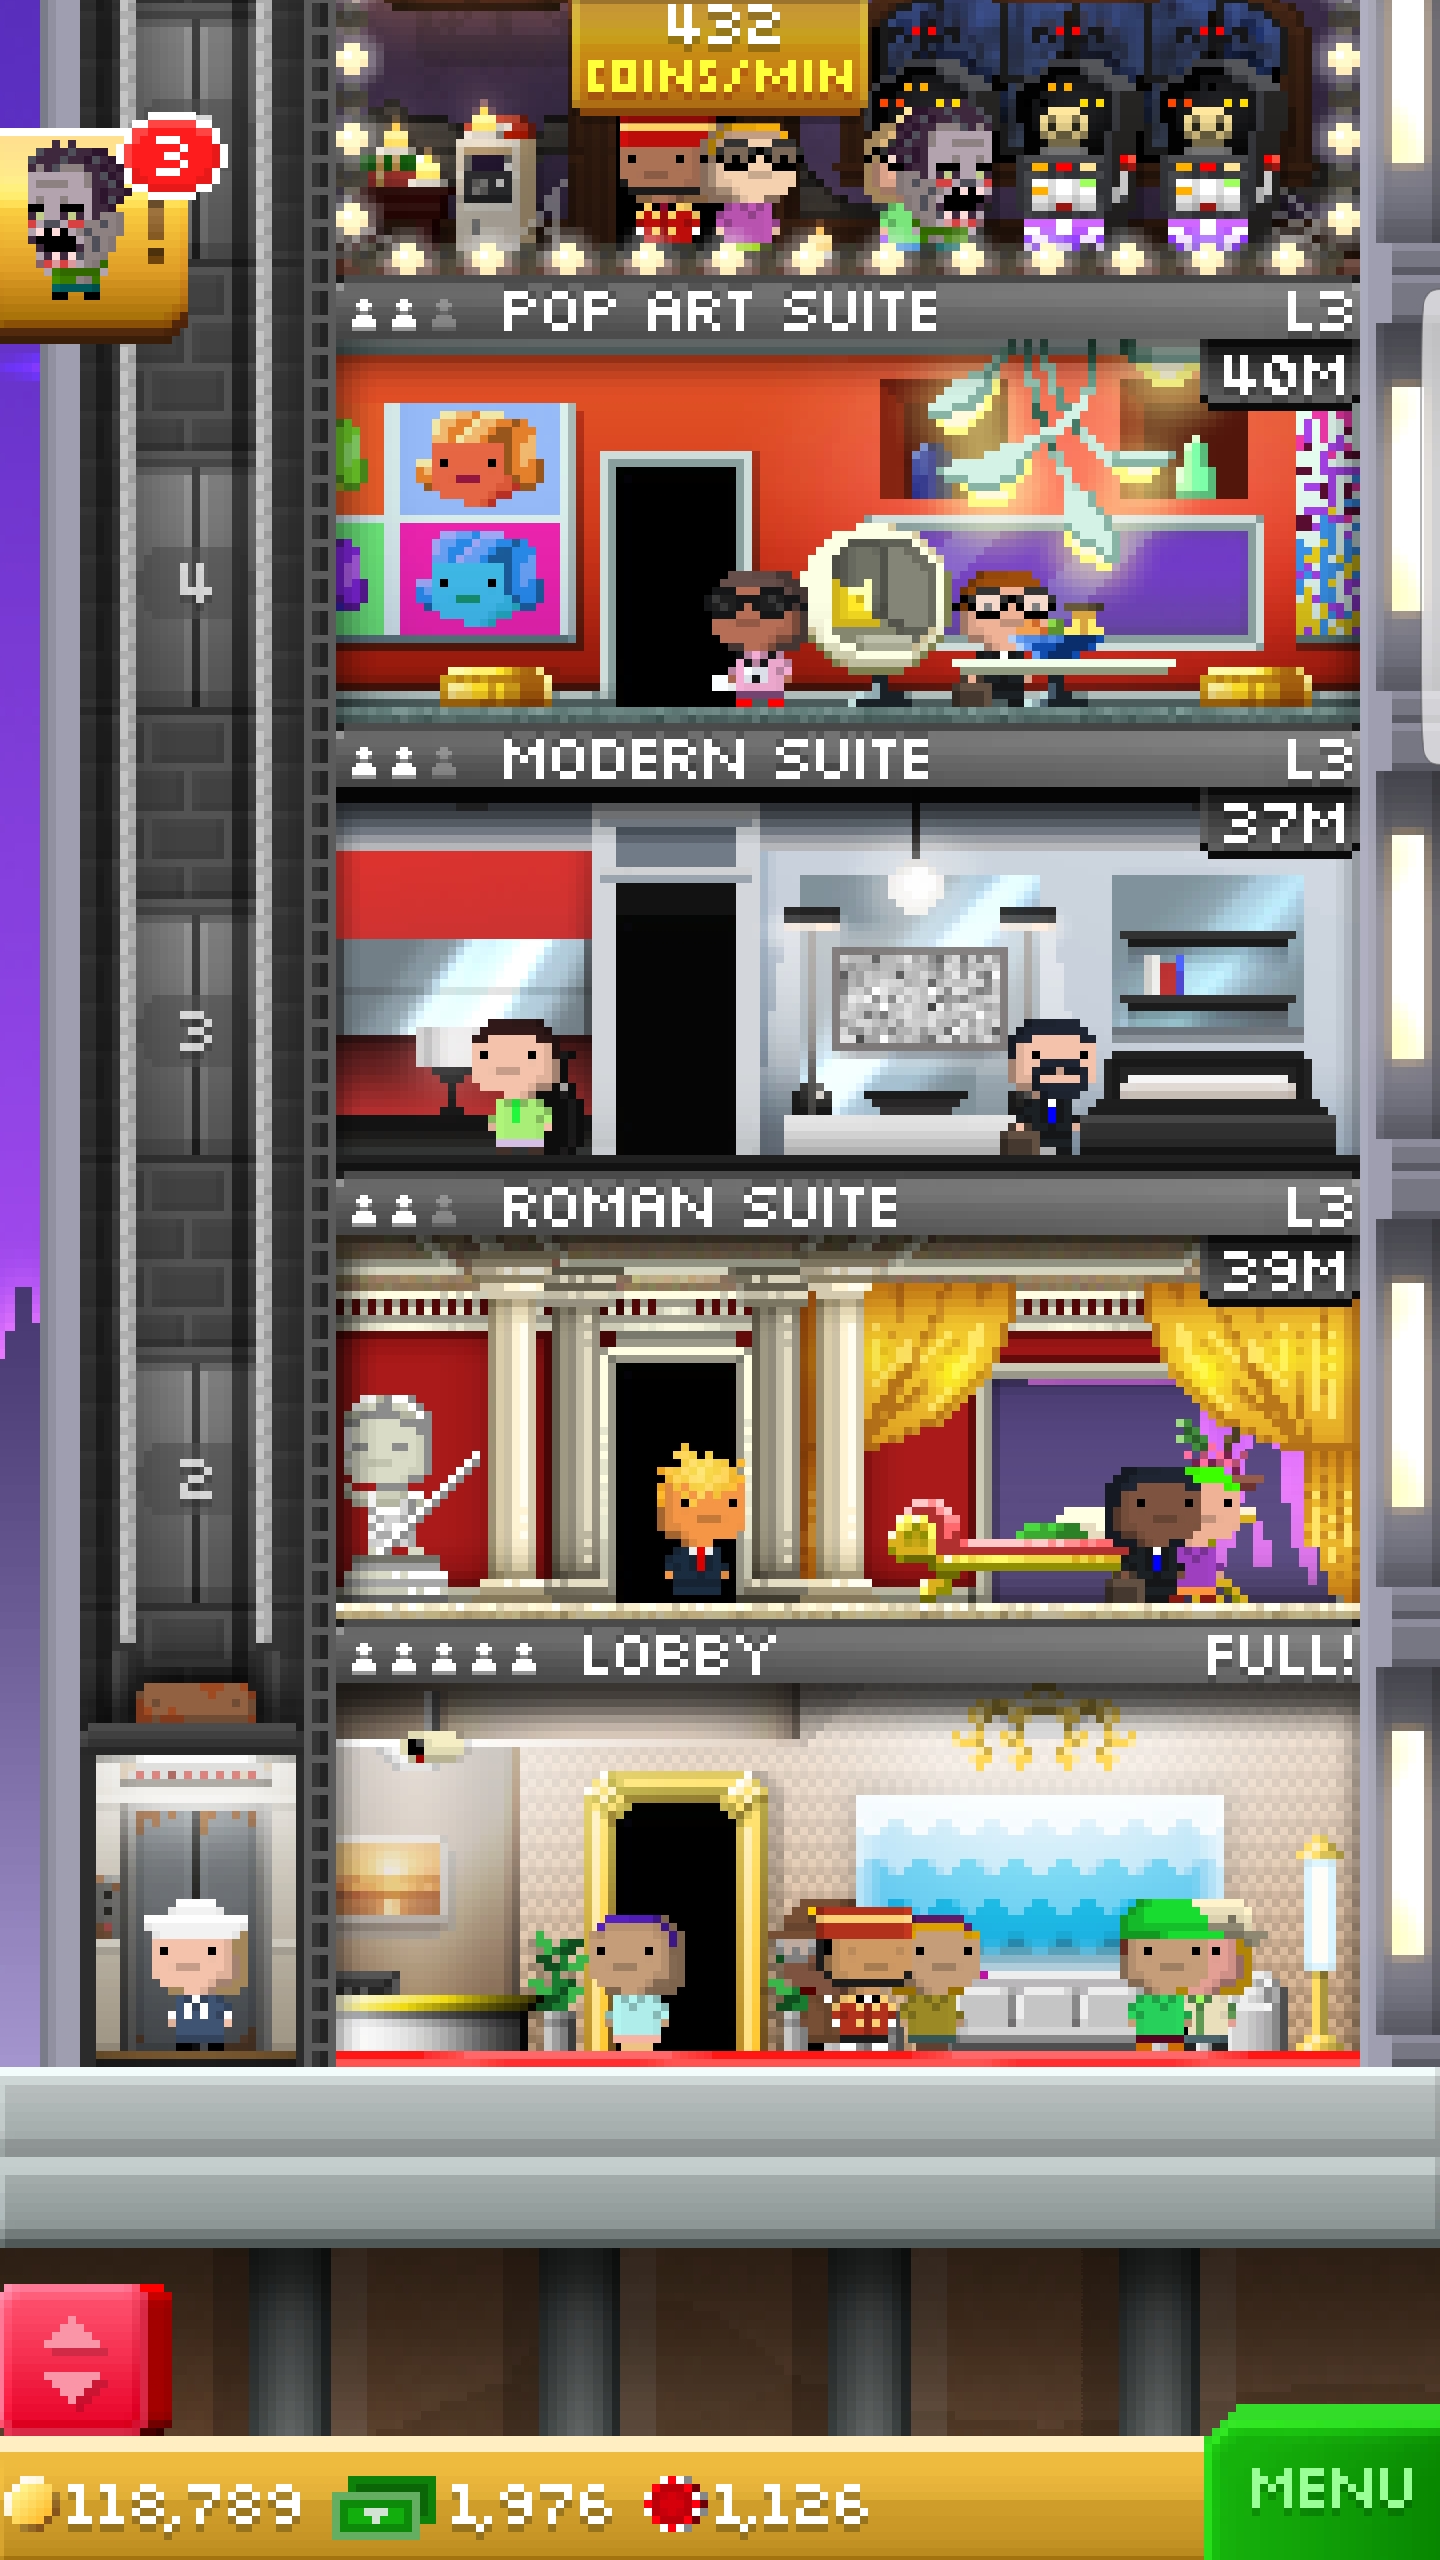 432
COINS/MIN
3
!
POP ART SUITE L3
40M
4
MODERN SUITE L3
37M
3
ROMAN SUITE L3
39M
2
LOBBY FULL!
118,789 1,976 1,126
MENU